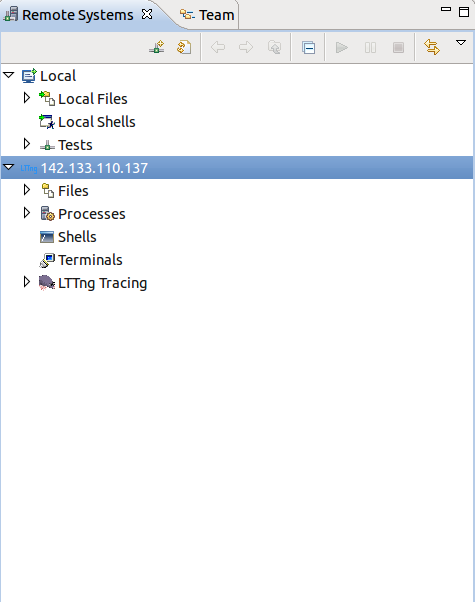 Remote Systems Team
Local
Local Files
Local Shells
Tests
LTTng 142.133.110.137
Files
Processes
Shells
Terminals
LTTng Tracing